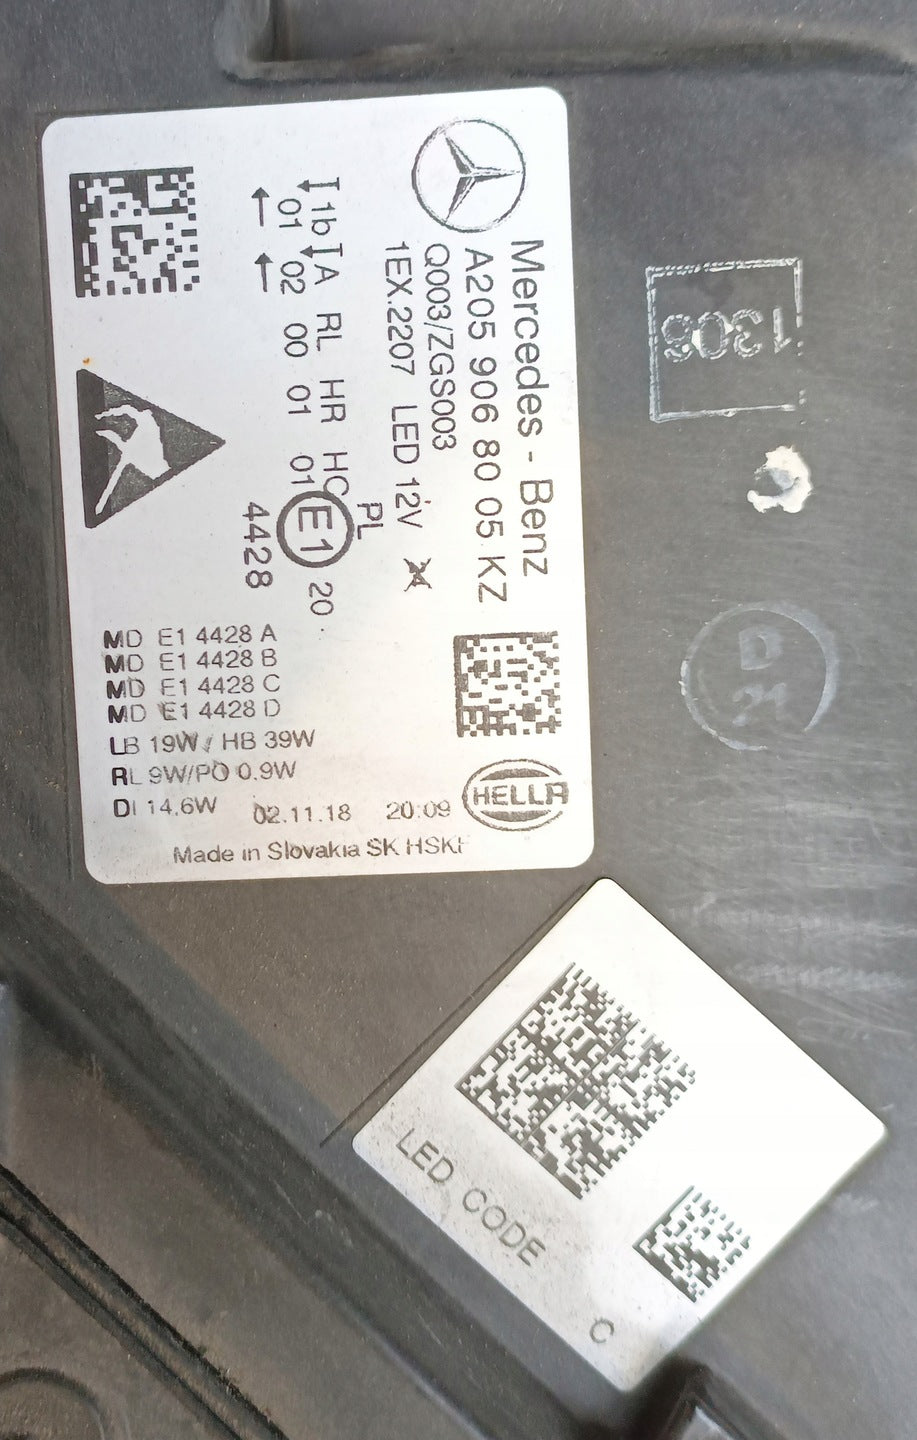 Mercedes - Benz
A205 906 80 05 KZ
Q003/ZGS003
1EX.2207 LED 12V
1b A RL HR HC PL
01 02 00 01 01 E1 20
← ←
4428
MD E1 4428 A
MD E1 4428 B
MD E1 4428 C
MD E1 4428 D
LB 19W / HB 39W
RL 9W/PO 0.9W
DI 14.6W 02.11.18 20:09
HELLA
Made in Slovakia SK
1308
D
21
LED CODE C